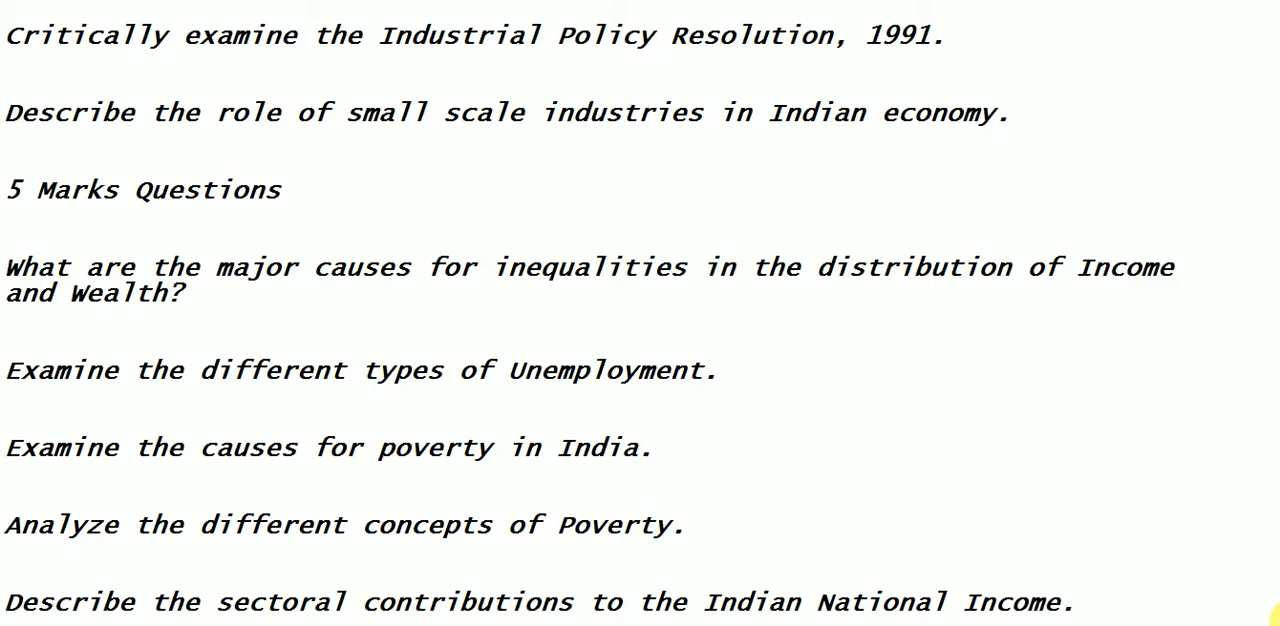 Critically examine the Industrial Policy Resolution, 1991.
Describe the role of small scale industries in Indian economy.
5 Marks Questions
What are the major causes for inequalities in the distribution of Income
and Wealth?
Examine the different types of Unemployment.
Examine the causes for poverty in India.
Analyze the different concepts of Poverty.
Describe the sectoral contributions to the Indian National Income.